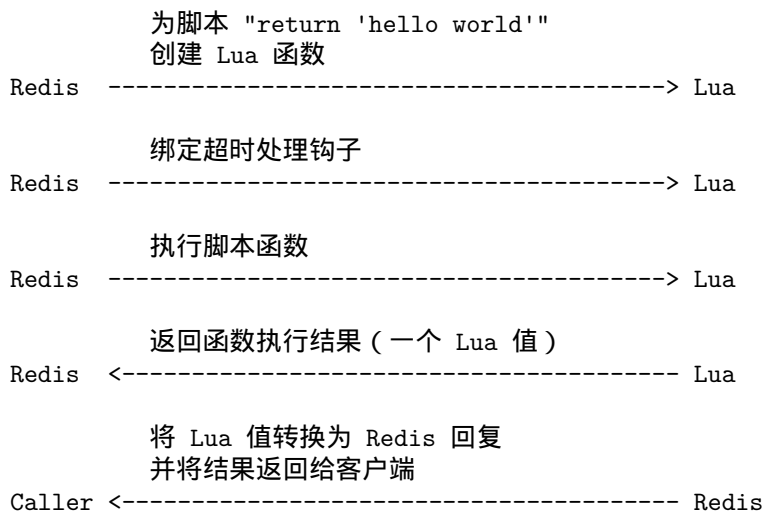 为脚本 "return 'hello world'"
创建 Lua 函数
Redis ----------------------------------------> Lua
绑定超时处理钩子
Redis ----------------------------------------> Lua
执行脚本函数
Redis ----------------------------------------> Lua
返回函数执行结果（一个 Lua 值）
Redis <---------------------------------------- Lua
将 Lua 值转换为 Redis 回复
并将结果返回给客户端
Caller <---------------------------------------- Redis